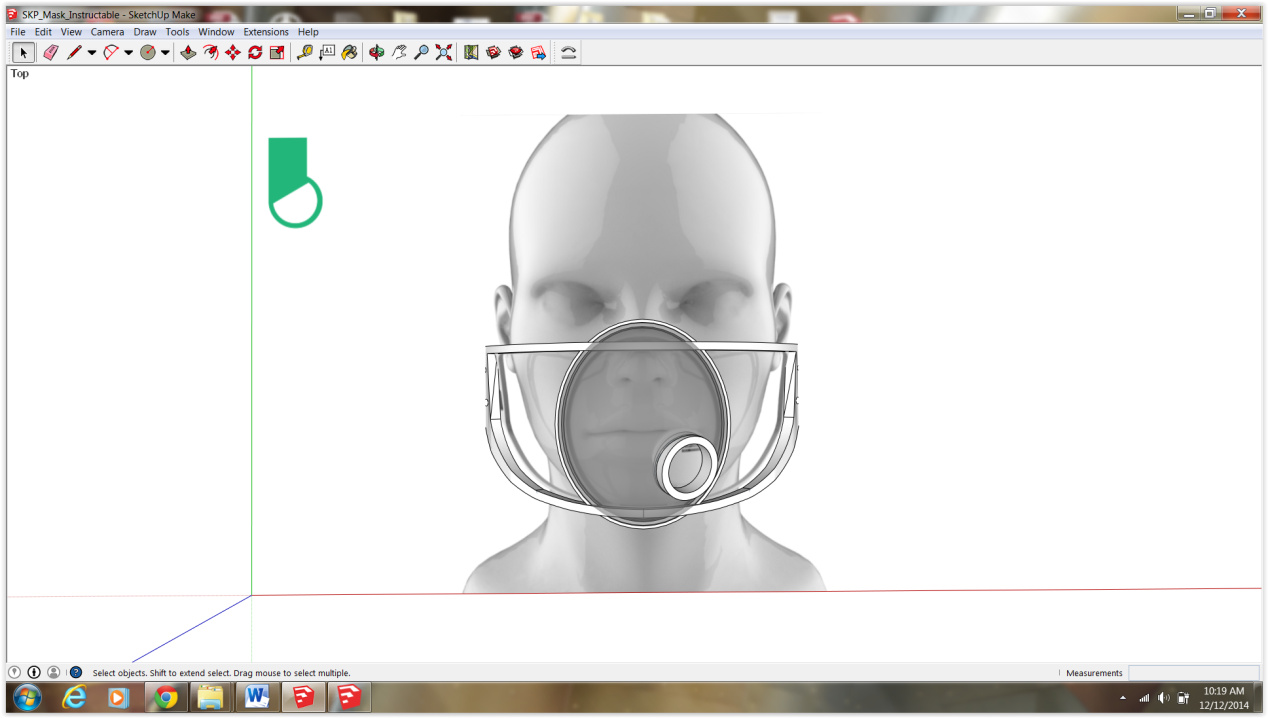 SKP_Mask_Instructable - SketchUp Make
File Edit View Camera Draw Tools Window Extensions Help
A1
Top
Select objects. Shift to extend select. Drag mouse to select multiple.
Measurements
10:19 AM
12/12/2014